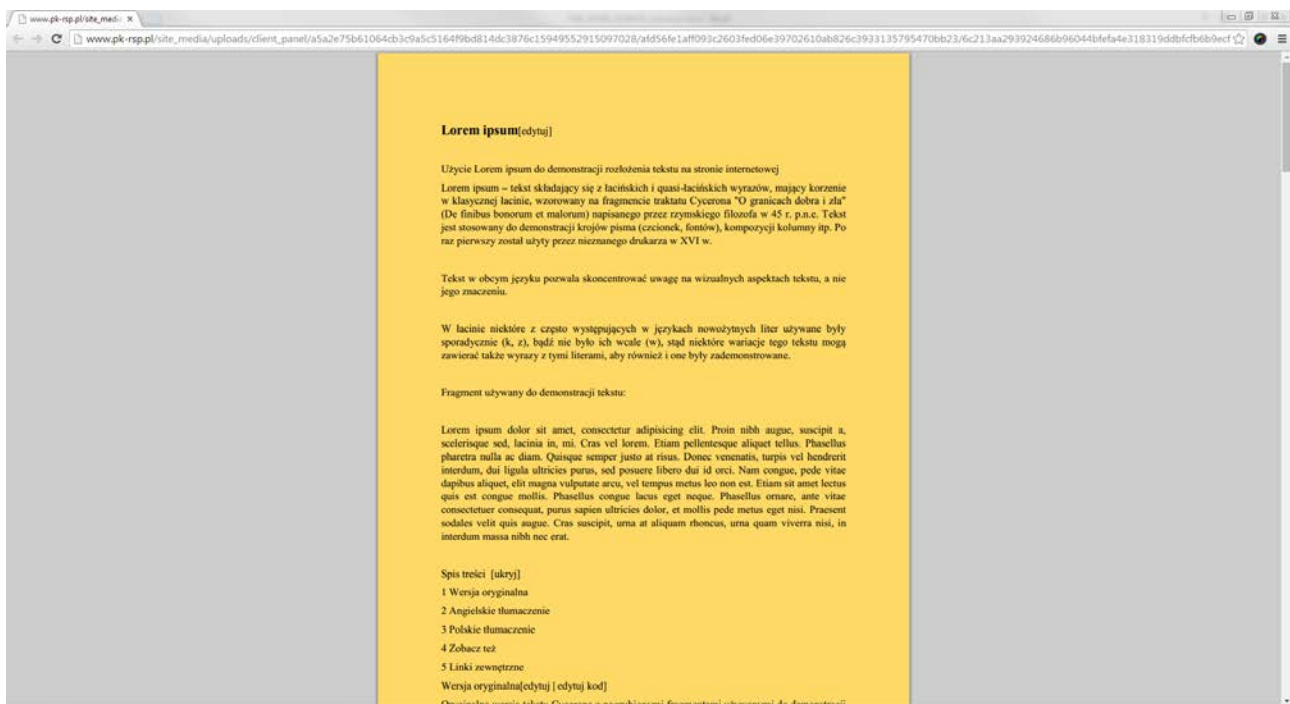 www.pk-rsp.pl/site_medi
www.pk-rsp.pl/site_media/uploads/client_panel/a5a2e75b61064cb3c9a5c5164f9bd814dc3876c15949552915097028/afd56fe1aff093c2603fed06e39702610ab826c3933135795470bb23/6c213aa293924686b96044bfefa4e318319ddbfcfb6b9ecf
Lorem ipsum[edytuj]
Użycie Lorem ipsum do demonstracji rozłożenia tekstu na stronie internetowej
Lorem ipsum – tekst składający się z łacińskich i quasi-łacińskich wyrazów, mający korzenie
w klasycznej łacinie, wzorowany na fragmencie traktatu Cycerona "O granicach dobra i zła"
(De finibus bonorum et malorum) napisanego przez rzymskiego filozofa w 45 r. p.n.e. Tekst
jest stosowany do demonstracji krojów pisma (czcionek, fontów), kompozycji kolumny itp. Po
raz pierwszy został użyty przez nieznanego drukarza w XVI w.
Tekst w obcym języku pozwala skoncentrować uwagę na wizualnych aspektach tekstu, a nie
jego znaczeniu.
W łacinie niektóre z często występujących w językach nowożytnych liter używane były
sporadycznie (k, z), bądź nie było ich wcale (w), stąd niektóre wariacje tego tekstu mogą
zawierać także wyrazy z tymi literami, aby również i one były zademonstrowane.
Fragment używany do demonstracji tekstu:
Lorem ipsum dolor sit amet, consectetur adipisicing elit. Proin nibh augue, suscipit a,
scelerisque sed, lacinia in, mi. Cras vel lorem. Etiam pellentesque aliquet tellus. Phasellus
pharetra nulla ac diam. Quisque semper justo at risus. Donec venenatis, turpis vel hendrerit
interdum, dui ligula ultricies purus, sed posuere libero dui id orci. Nam congue, pede vitae
dapibus aliquet, elit magna vulputate arcu, vel tempus metus leo non est. Etiam sit amet lectus
quis est congue mollis. Phasellus congue lacus eget neque. Phasellus ornare, ante vitae
consectetuer consequat, purus sapien ultricies dolor, et mollis pede metus eget nisi. Praesent
sodales velit quis augue. Cras suscipit, urna at aliquam rhoncus, urna quam viverra nisi, in
interdum massa nibh nec erat.
Spis treści [ukryj]
1 Wersja oryginalna
2 Angielskie tłumaczenie
3 Polskie tłumaczenie
4 Zobacz też
5 Linki zewnętrzne
Wersja oryginalna[edytuj | edytuj kod]